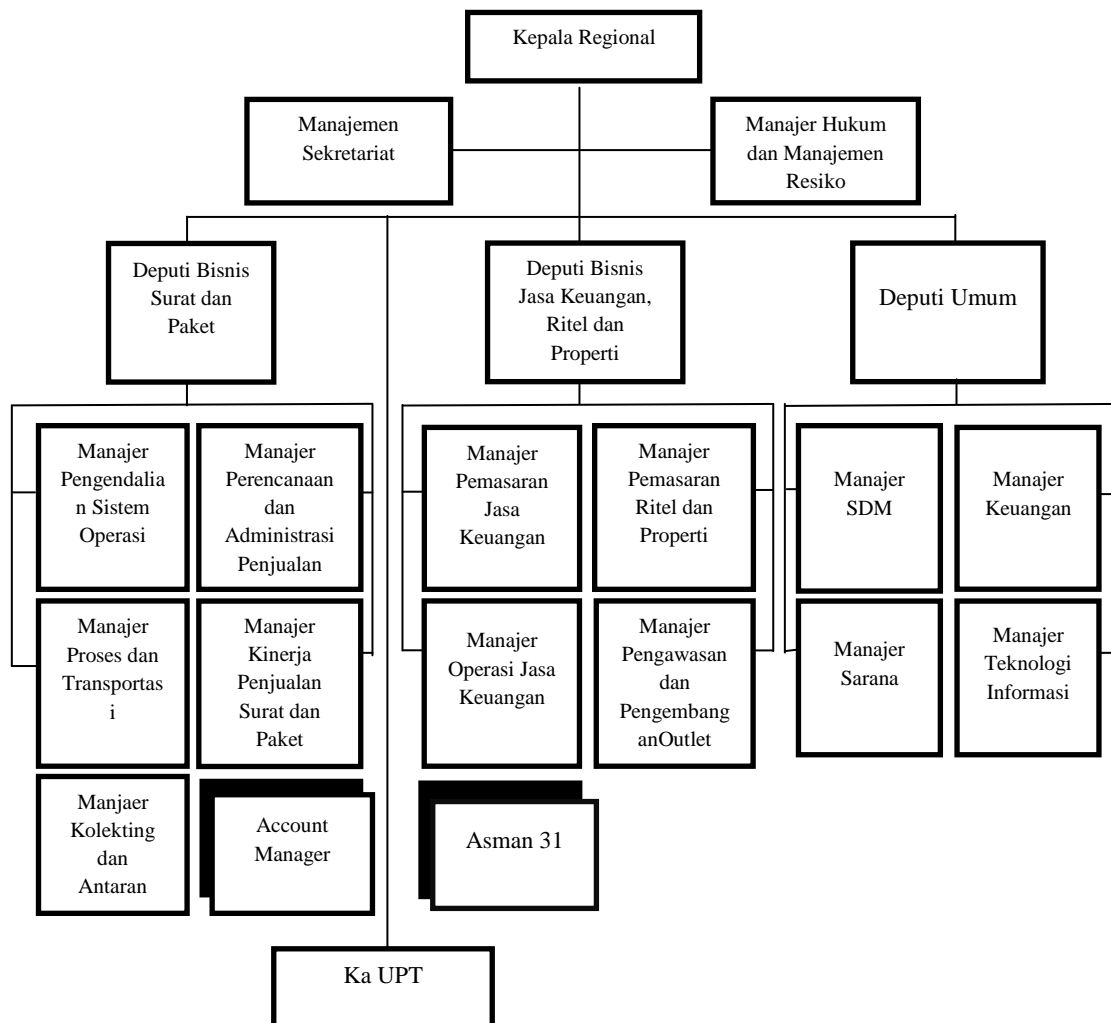 Kepala Regional
Manajemen
Sekretariat
Manajer Hukum
dan Manajemen
Resiko
Deputi Bisnis
Surat dan
Paket
Deputi Bisnis
Jasa Keuangan,
Ritel dan
Properti
Deputi Umum
Manajer
Pengendalia
n Sistem
Operasi
Manajer
Perencanaan
dan
Administrasi
Penjualan
Manajer
Pemasaran
Jasa
Keuangan
Manajer
Pemasaran
Ritel dan
Properti
Manajer
SDM
Manajer
Keuangan
Manajer
Proses dan
Transportas
i
Manajer
Kinerja
Penjualan
Surat dan
Paket
Manajer
Operasi Jasa
Keuangan
Manajer
Pengawasan
dan
Pengembang
anOutlet
Manajer
Sarana
Manajer
Teknologi
Informasi
Manjaer
Kolekting
dan
Antaran
Account
Manager
Asman 31
Ka UPT